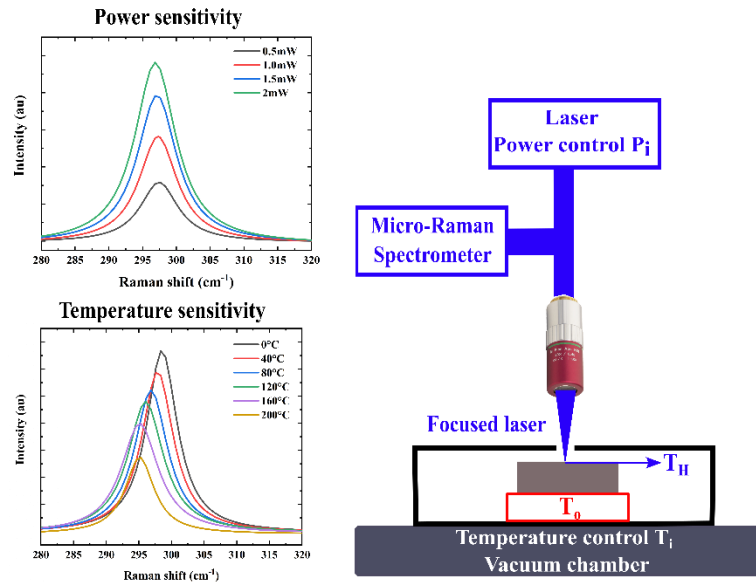 Power sensitivity
Intensity (au)
0.5mW
1.0mW
1.5mW
2mW
280 285 290 295 300 305 310 315 320
Raman shift (cm⁻¹)
Temperature sensitivity
Intensity (au)
0°C
40°C
80°C
120°C
160°C
200°C
280 285 290 295 300 305 310 315 320
Raman shift (cm⁻¹)
Laser
Power control Pi
Micro-Raman
Spectrometer
Focused laser
TH
To
Temperature control Ti
Vacuum chamber